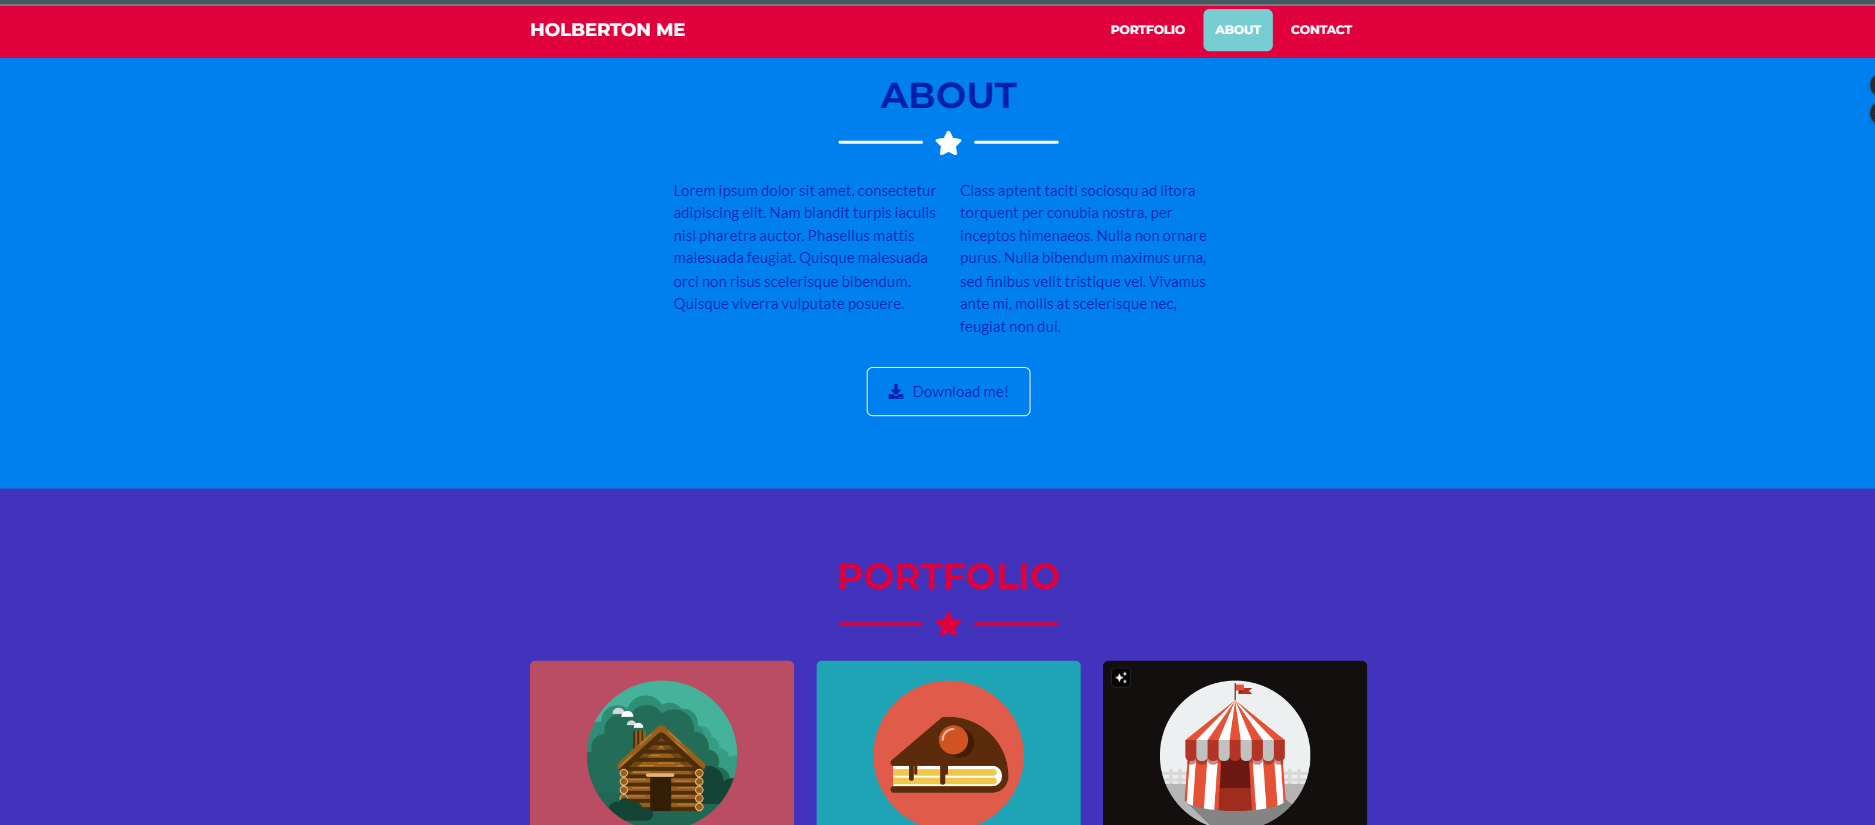 HOLBERTON ME
PORTFOLIO
ABOUT
CONTACT
ABOUT
Lorem ipsum dolor sit amet, consectetur
adipiscing elit. Nam blandit turpis iaculis
nisl pharetra auctor. Phasellus mattis
malesuada feugiat. Quisque malesuada
orci non risus scelerisque bibendum.
Quisque viverra vulputate posuere.
Class aptent taciti sociosqu ad litora
torquent per conubia nostra, per
inceptos himenaeos. Nulla non ornare
purus. Nulla bibendum maximus urna,
sed finibus velit tristique vel. Vivamus
ante mi, mollis at scelerisque nec,
feugiat non dui.
Download me!
PORTFOLIO